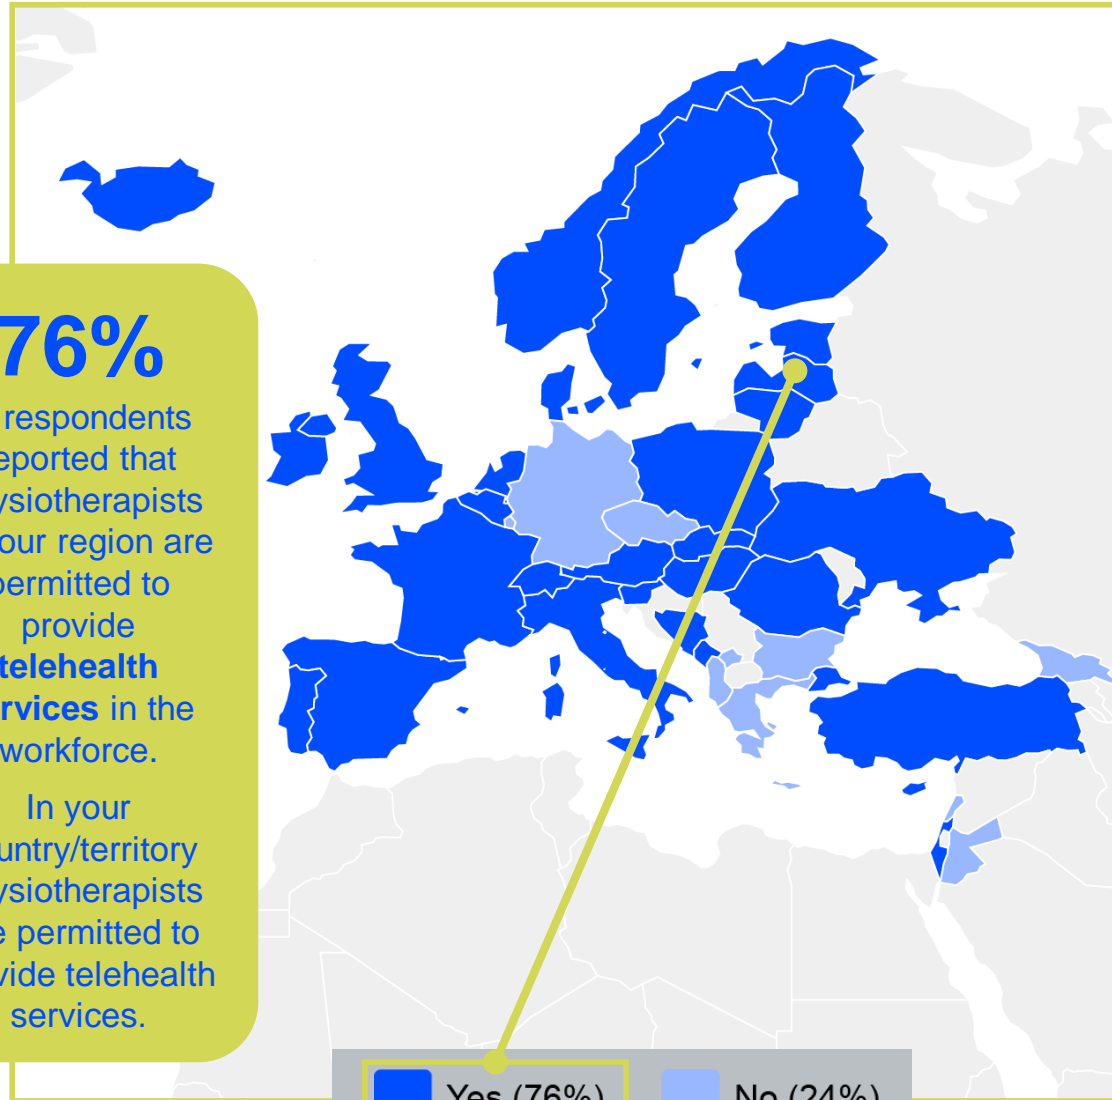 76%
respondents
eported that
ysiotherapists
our region are
permitted to
provide
telehealth
rvices in the
workforce.
In your
untry/territory
ysiotherapists
e permitted to
vide telehealth
services.
Yes (76%) No (24%)